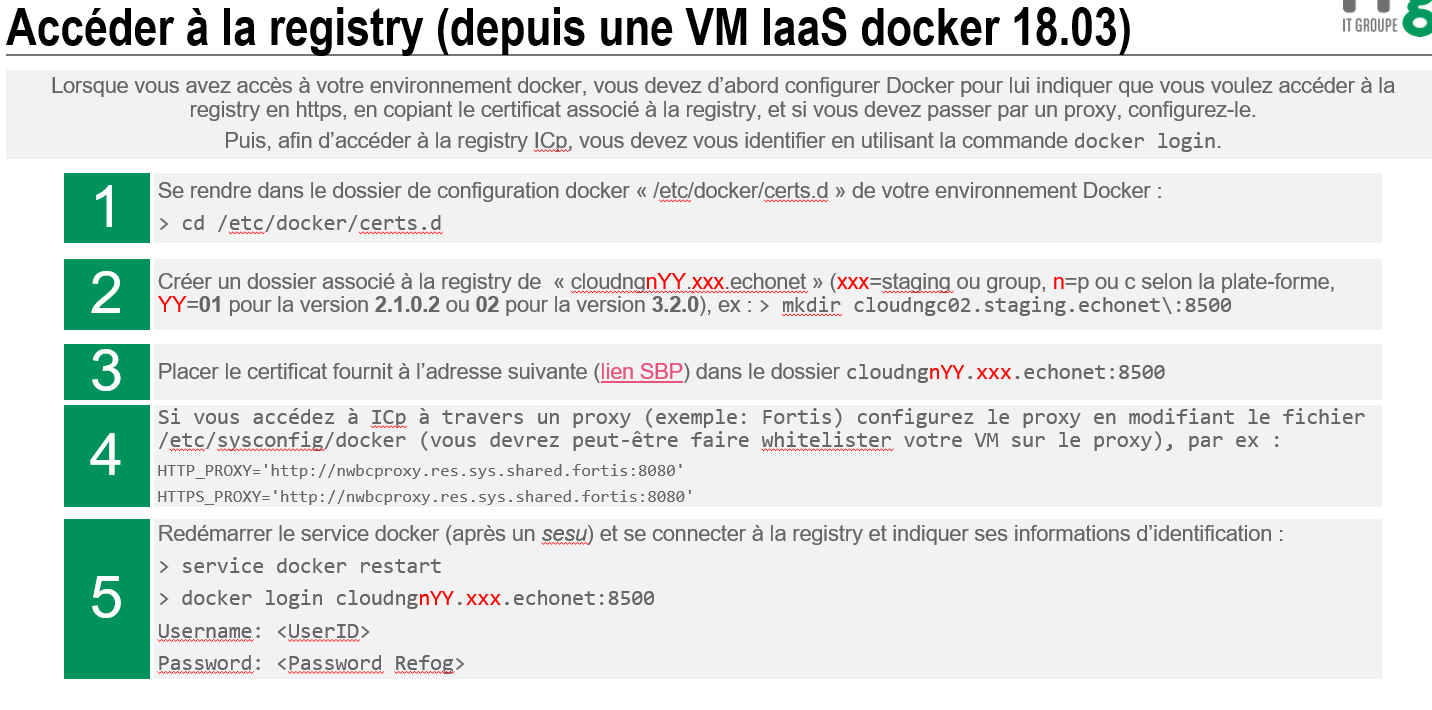 Accéder à la registry (depuis une VM IaaS docker 18.03)
IT GROUPE
Lorsque vous avez accès à votre environnement docker, vous devez d’abord configurer Docker pour lui indiquer que vous voulez accéder à la
registry en https, en copiant le certificat associé à la registry, et si vous devez passer par un proxy, configurez-le.
Puis, afin d’accéder à la registry ICp, vous devez vous identifier en utilisant la commande docker login.
1
Se rendre dans le dossier de configuration docker « /etc/docker/certs.d » de votre environnement Docker :
> cd /etc/docker/certs.d
2
Créer un dossier associé à la registry de « cloudngnYY.xxx.echonet » (xxx=staging ou group, n=p ou c selon la plate-forme,
YY=01 pour la version 2.1.0.2 ou 02 pour la version 3.2.0), ex : > mkdir cloudngc02.staging.echonet\:8500
3
Placer le certificat fournit à l’adresse suivante (lien SBP) dans le dossier cloudngnYY.xxx.echonet:8500
4
Si vous accédez à ICp à travers un proxy (exemple: Fortis) configurez le proxy en modifiant le fichier
/etc/sysconfig/docker (vous devrez peut-être faire whitelister votre VM sur le proxy), par ex :
HTTP_PROXY='http://nwbcproxy.res.sys.shared.fortis:8080'
HTTPS_PROXY='http://nwbcproxy.res.sys.shared.fortis:8080'
5
Redémarrer le service docker (après un sesu) et se connecter à la registry et indiquer ses informations d’identification :
> service docker restart
> docker login cloudngnYY.xxx.echonet:8500
Username: <UserID>
Password: <Password Refog>